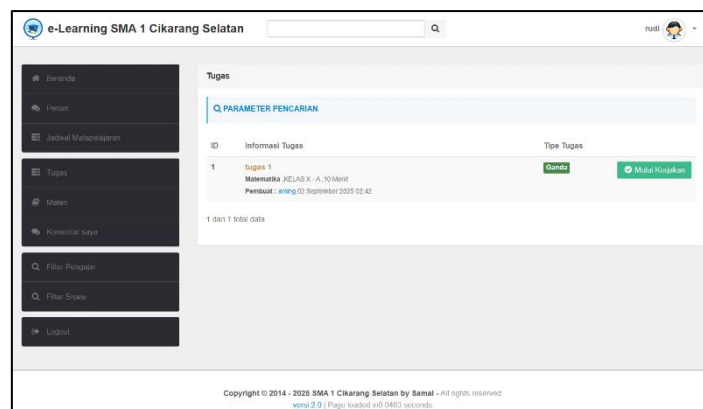 e-Learning SMA 1 Cikarang Selatan
rudi
Beranda
Pesan
Jadwal Matapelajaran
Tugas
Materi
Komentar saya
Filter Pengajar
Filter Siswa
Logout
Tugas
PARAMETER PENCARIAN
ID Informasi Tugas Tipe Tugas
1 tugas 1 Ganda Mulai Kerjakan
Matematika ,KELAS X - A ,10 Menit
Pembuat : aming 02 September 2025 02:42
1 dari 1 total data
Copyright © 2014 - 2025 SMA 1 Cikarang Selatan by Samal - All rights reserved.
versi 2.0 | Page loaded in 0.0463 seconds.